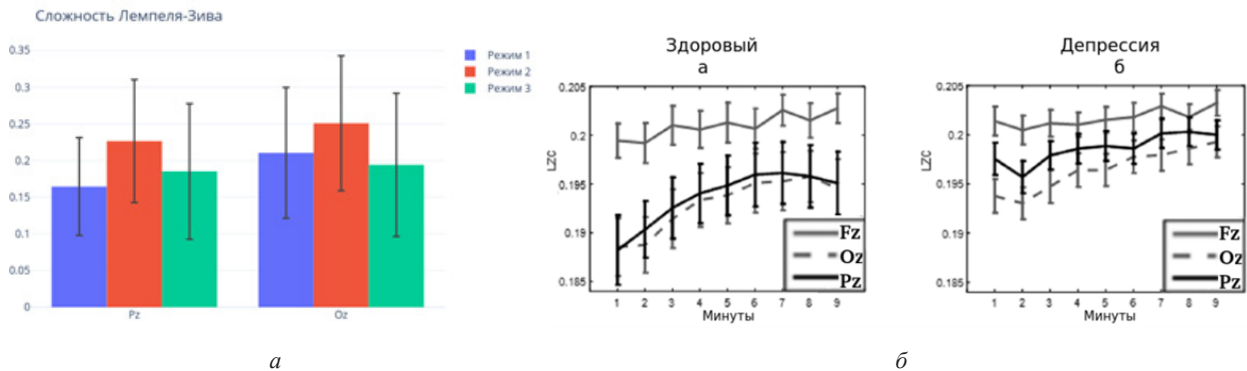 Сложность Лемпеля-Зива
0.35
0.3
0.25
0.2
0.15
0.1
0.05
0
Pz
Oz
Режим 1
Режим 2
Режим 3
а
Здоровый
а
LZC
0.205
0.2
0.195
0.19
0.185
1 2 3 4 5 6 7 8 9
Минуты
Fz
Oz
Pz
Депрессия
б
LZC
0.205
0.2
0.195
0.19
0.185
1 2 3 4 5 6 7 8 9
Минуты
Fz
Oz
Pz
б